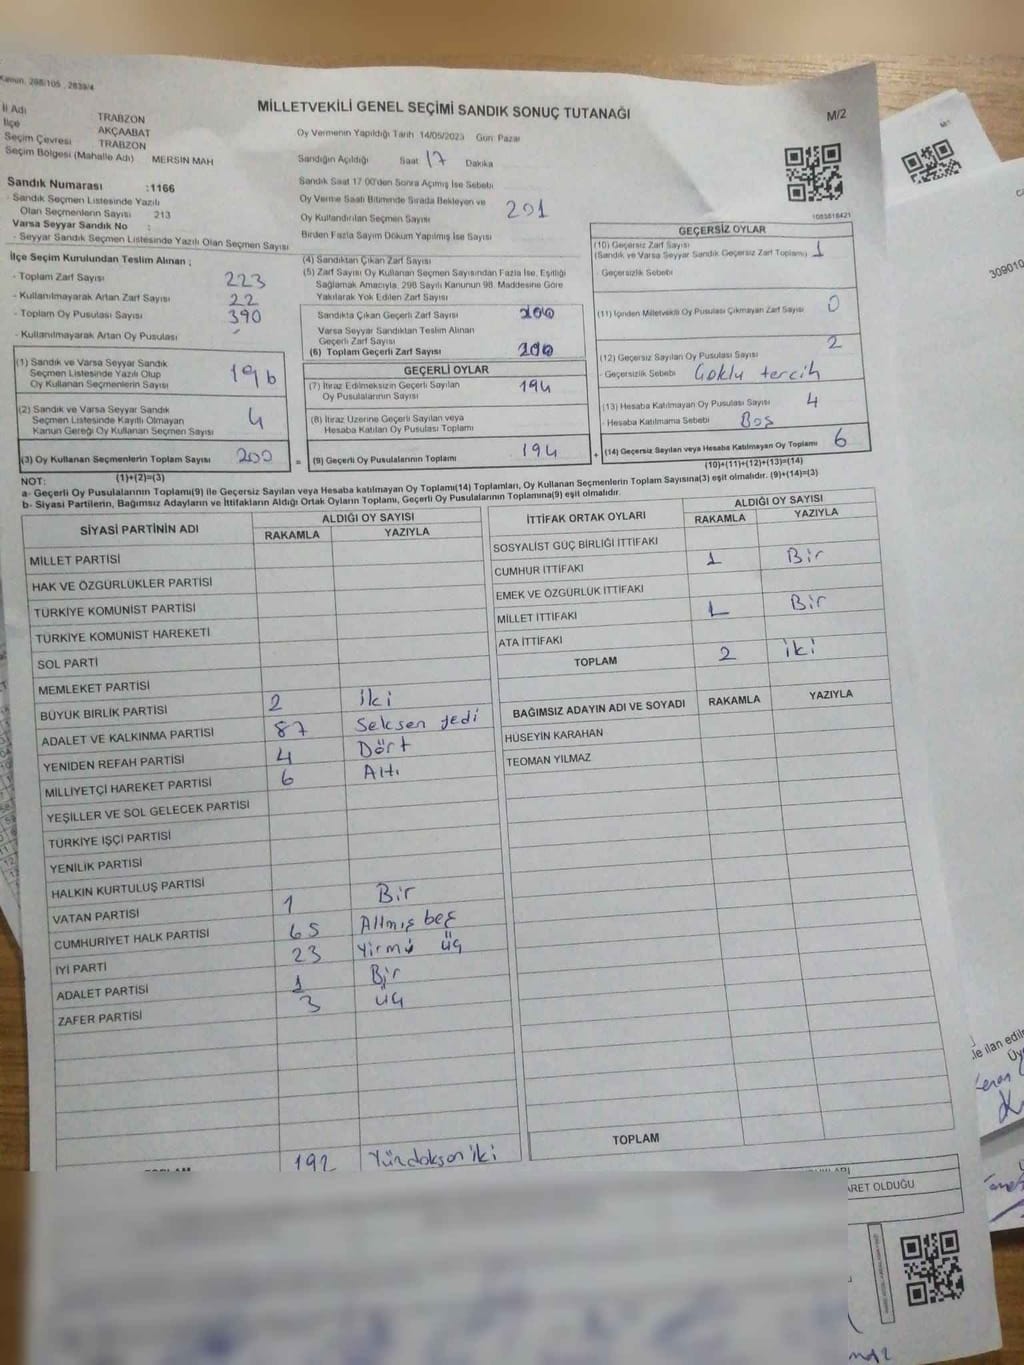 Kanun, 298/105 , 2839/4
MİLLETVEKİLİ GENEL SEÇİMİ SANDIK SONUÇ TUTANAĞI
M/2
İl Adı TRABZON
İlçe AKÇAABAT
Seçim Çevresi TRABZON
Seçim Bölgesi (Mahalle Adı) MERSİN MAH
Oy Vermenin Yapıldığı Tarih 14/05/2023 Gün: Pazar
Sandığın Açıldığı Saat 17 Dakika
Sandık Numarası :1166
- Sandık Seçmen Listesinde Yazılı
Olan Seçmenlerin Sayısı 213
Varsa Seyyar Sandık No :
- Seyyar Sandık Seçmen Listesinde Yazılı Olan Seçmen Sayısı
Sandık Saat 17 00'den Sonra Açımış İse Sebebi
Oy Verme Saati Bitiminde Sırada Bekleyen ve
Oy Kullandırılan Seçmen Sayısı 201
Birden Fazla Sayım Döküm Yapılmış İse Sayısı
1083616421
İlçe Seçim Kurulundan Teslim Alınan ;
- Toplam Zarf Sayısı 223
- Kullanılmayarak Artan Zarf Sayısı 22
- Toplam Oy Pusulası Sayısı 390
- Kullanılmayarak Artan Oy Pusulası -
(1) Sandık ve Varsa Seyyar Sandık
Seçmen Listesinde Yazılı Olup
Oy Kullanan Seçmenlerin Sayısı 196
(2) Sandık ve Varsa Seyyar Sandık
Seçmen Listesinde Kayıtlı Olmayan
Kanun Gereği Oy Kullanan Seçmen Sayısı 4
(3) Oy Kullanan Seçmenlerin Toplam Sayısı 200
(1)+(2)=(3)
(4) Sandıktan Çıkan Zarf Sayısı
(5) Zarf Sayısı Oy Kullanan Seçmen Sayısından Fazla İse, Eşitliği
Sağlamak Amacıyla, 298 Sayılı Kanunun 98. Maddesine Göre
Yakılarak Yok Edilen Zarf Sayısı
Sandıkta Çıkan Geçerli Zarf Sayısı 200
Varsa Seyyar Sandıktan Teslim Alınan
Geçerli Zarf Sayısı
(6) Toplam Geçerli Zarf Sayısı 200
GEÇERLİ OYLAR
(7) İtiraz Edilmeksizin Geçerli Sayılan
Oy Pusulalarının Sayısı 194
(8) İtiraz Üzerine Geçerli Sayılan veya
Hesaba Katılan Oy Pusulası Toplamı
= (9) Geçerli Oy Pusulalarının Toplamı 194
GEÇERSİZ OYLAR
(10) Geçersiz Zarf Sayısı
(Sandık ve Varsa Seyyar Sandık Geçersiz Zarf Toplamı) 1
- Geçersizlik Sebebi
(11) İçinden Milletvekili Oy Pusulası Çıkmayan Zarf Sayısı 0
(12) Geçersiz Sayılan Oy Pusulası Sayısı 2
- Geçersizlik Sebebi Çoklu tercih
(13) Hesaba Katılmayan Oy Pusulası Sayısı 4
- Hesaba Katılmama Sebebi Boş
+ (14) Geçersiz Sayılan veya Hesaba Katılmayan Oy Toplamı 6
(10)+(11)+(12)+(13)=(14)
NOT:
a- Geçerli Oy Pusulalarının Toplamı(9) ile Geçersiz Sayılan veya Hesaba katılmayan Oy Toplamı(14) Toplamları, Oy Kullanan Seçmenlerin Toplam Sayısına(3) eşit olmalıdır. (9)+(14)=(3)
b- Siyasi Partilerin, Bağımsız Adayların ve İttifakların Aldığı Ortak Oyların Toplamı, Geçerli Oy Pusulalarının Toplamına(9) eşit olmalıdır.
SİYASİ PARTİNİN ADI ALDIĞI OY SAYISI
RAKAMLA YAZIYLA
MİLLET PARTİSİ
HAK VE ÖZGÜRLÜKLER PARTİSİ
TÜRKİYE KOMÜNİST PARTİSİ
TÜRKİYE KOMÜNİST HAREKETİ
SOL PARTİ
MEMLEKET PARTİSİ
BÜYÜK BİRLİK PARTİSİ 2 iki
ADALET VE KALKINMA PARTİSİ 87 Seksen yedi
YENİDEN REFAH PARTİSİ 4 Dört
MİLLİYETÇİ HAREKET PARTİSİ 6 Altı
YEŞİLLER VE SOL GELECEK PARTİSİ
TÜRKİYE İŞÇİ PARTİSİ
YENİLİK PARTİSİ
HALKIN KURTULUŞ PARTİSİ
VATAN PARTİSİ 1 Bir
CUMHURİYET HALK PARTİSİ 65 Altmış beş
İYİ PARTİ 23 Yirmi üç
ADALET PARTİSİ 1 Bir
ZAFER PARTİSİ 3 üç
192 Yüzdoksan iki
İTTİFAK ORTAK OYLARI ALDIĞI OY SAYISI
RAKAMLA YAZIYLA
SOSYALİST GÜÇ BİRLİĞİ İTTİFAKI
CUMHUR İTTİFAKI 1 Bir
EMEK VE ÖZGÜRLÜK İTTİFAKI
MİLLET İTTİFAKI 1 Bir
ATA İTTİFAKI
TOPLAM 2 iki
BAĞIMSIZ ADAYIN ADI VE SOYADI RAKAMLA YAZIYLA
HÜSEYİN KARAHAN
TEOMAN YILMAZ
TOPLAM
ARET OLDUĞU
309010
le ilan edil